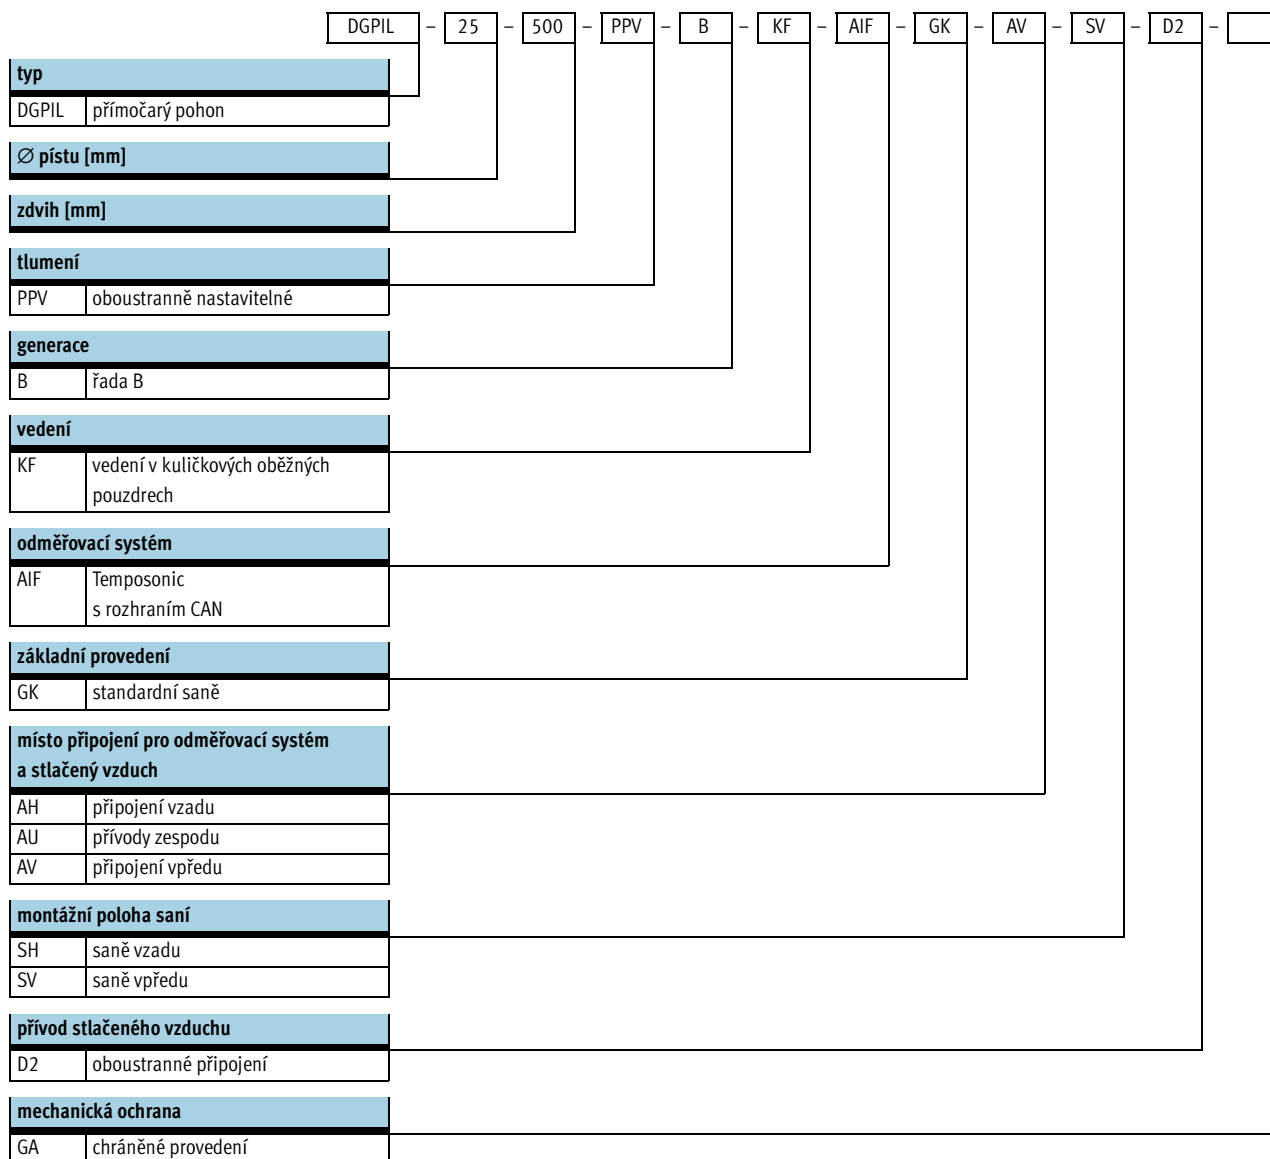 DGPIL – 25 – 500 – PPV – B – KF – AIF – GK – AV – SV – D2 –
typ
DGPIL přímočarý pohon
∅ pístu [mm]
zdvih [mm]
tlumení
PPV oboustranně nastavitelné
generace
B řada B
vedení
KF vedení v kuličkových oběžných
pouzdrech
odměřovací systém
AIF Temposonic
s rozhraním CAN
základní provedení
GK standardní saně
místo připojení pro odměřovací systém
a stlačený vzduch
AH připojení vzadu
AU přívody zespodu
AV připojení vpředu
montážní poloha saní
SH saně vzadu
SV saně vpředu
přívod stlačeného vzduchu
D2 oboustranné připojení
mechanická ochrana
GA chráněné provedení